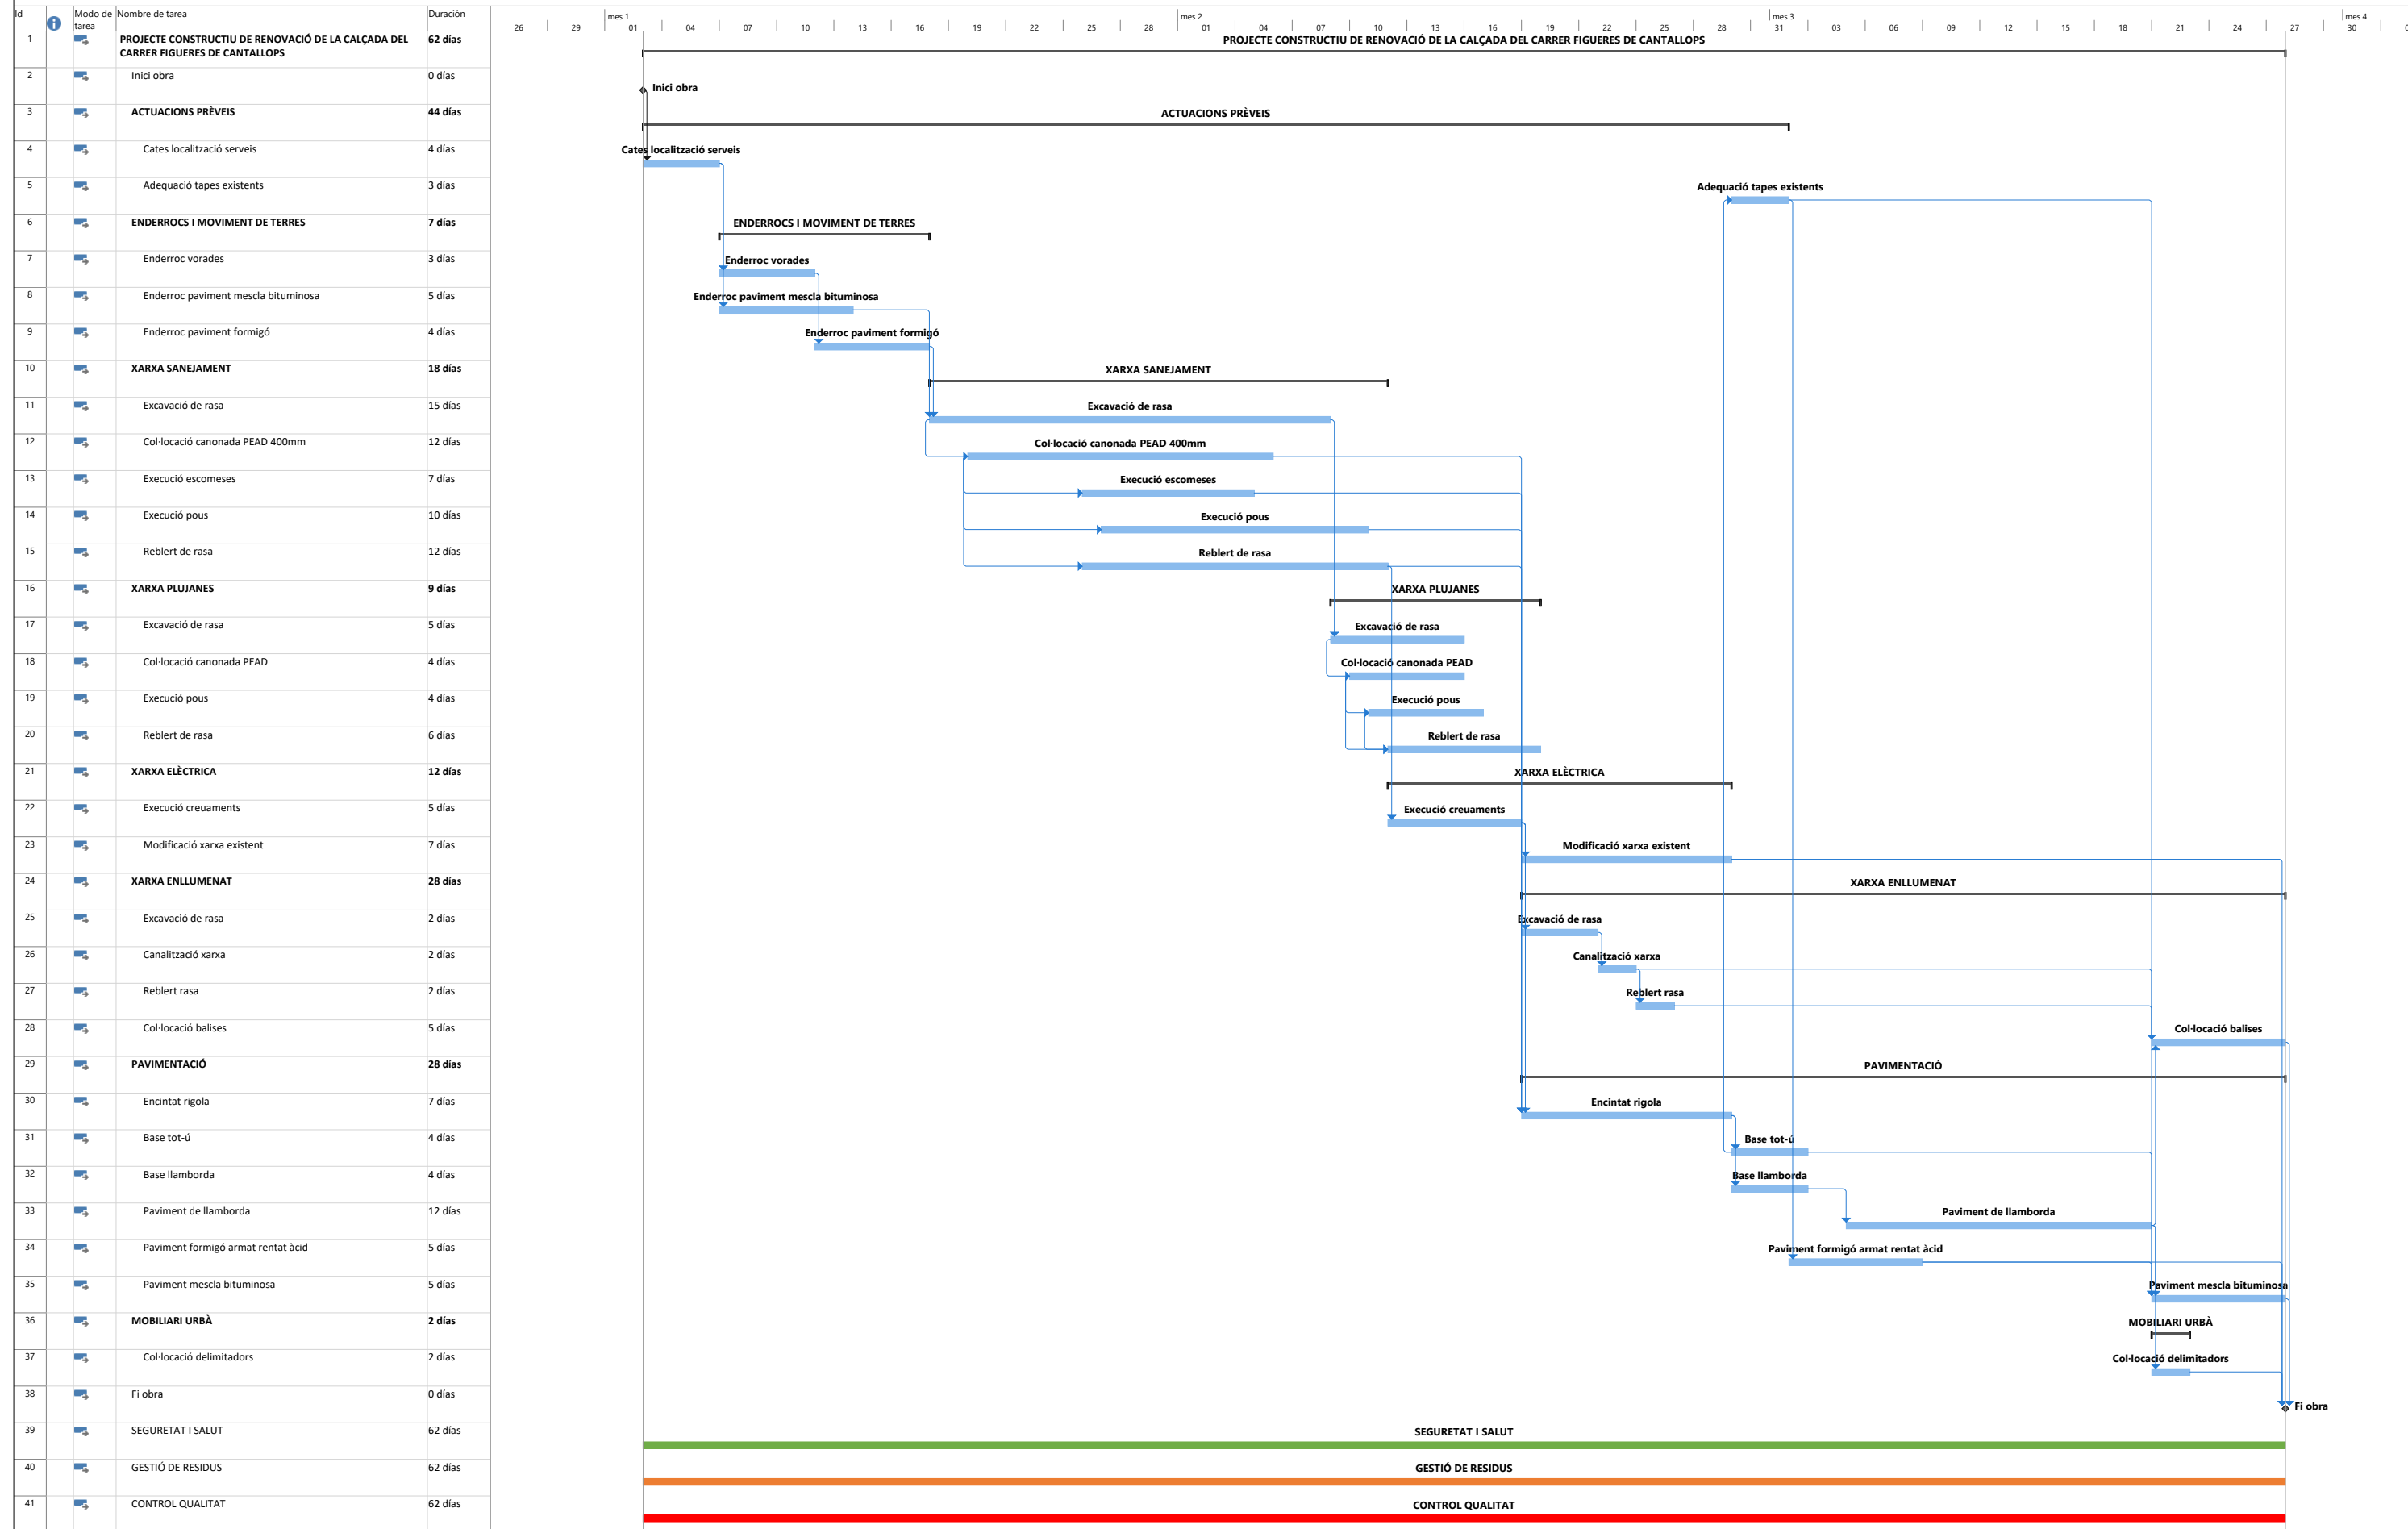 Id Modo de tarea Nombre de tarea Duración
mes 1 mes 2 mes 3 mes 4
26 29 01 04 07 10 13 16 19 22 25 28 01 04 07 10 13 16 19 22 25 28 31 03 06 09 12 15 18 21 24 27 30
1 PROJECTE CONSTRUCTIU DE RENOVACIÓ DE LA CALÇADA DEL CARRER FIGUERES DE CANTALLOPS 62 días
PROJECTE CONSTRUCTIU DE RENOVACIÓ DE LA CALÇADA DEL CARRER FIGUERES DE CANTALLOPS
2 Inici obra 0 días
Inici obra
3 ACTUACIONS PRÈVEIS 44 días
ACTUACIONS PRÈVEIS
4 Cates localització serveis 4 días
Cates localització serveis
5 Adequació tapes existents 3 días
Adequació tapes existents
6 ENDERROCS I MOVIMENT DE TERRES 7 días
ENDERROCS I MOVIMENT DE TERRES
7 Enderroc vorades 3 días
Enderroc vorades
8 Enderroc paviment mescla bituminosa 5 días
Enderroc paviment mescla bituminosa
9 Enderroc paviment formigó 4 días
Enderroc paviment formigó
10 XARXA SANEJAMENT 18 días
XARXA SANEJAMENT
11 Excavació de rasa 15 días
Excavació de rasa
12 Col·locació canonada PEAD 400mm 12 días
Col·locació canonada PEAD 400mm
13 Execució escomeses 7 días
Execució escomeses
14 Execució pous 10 días
Execució pous
15 Reblert de rasa 12 días
Reblert de rasa
16 XARXA PLUJANES 9 días
XARXA PLUJANES
17 Excavació de rasa 5 días
Excavació de rasa
18 Col·locació canonada PEAD 4 días
Col·locació canonada PEAD
19 Execució pous 4 días
Execució pous
20 Reblert de rasa 6 días
Reblert de rasa
21 XARXA ELÈCTRICA 12 días
XARXA ELÈCTRICA
22 Execució creuaments 5 días
Execució creuaments
23 Modificació xarxa existent 7 días
Modificació xarxa existent
24 XARXA ENLLUMENAT 28 días
XARXA ENLLUMENAT
25 Excavació de rasa 2 días
Excavació de rasa
26 Canalització xarxa 2 días
Canalització xarxa
27 Reblert rasa 2 días
Reblert rasa
28 Col·locació balises 5 días
Col·locació balises
29 PAVIMENTACIÓ 28 días
PAVIMENTACIÓ
30 Encintat rigola 7 días
Encintat rigola
31 Base tot-ú 4 días
Base tot-ú
32 Base llamborda 4 días
Base llamborda
33 Paviment de llamborda 12 días
Paviment de llamborda
34 Paviment formigó armat rentat àcid 5 días
Paviment formigó armat rentat àcid
35 Paviment mescla bituminosa 5 días
Paviment mescla bituminosa
36 MOBILIARI URBÀ 2 días
MOBILIARI URBÀ
37 Col·locació delimitadors 2 días
Col·locació delimitadors
38 Fi obra 0 días
Fi obra
39 SEGURETAT I SALUT 62 días
SEGURETAT I SALUT
40 GESTIÓ DE RESIDUS 62 días
GESTIÓ DE RESIDUS
41 CONTROL QUALITAT 62 días
CONTROL QUALITAT